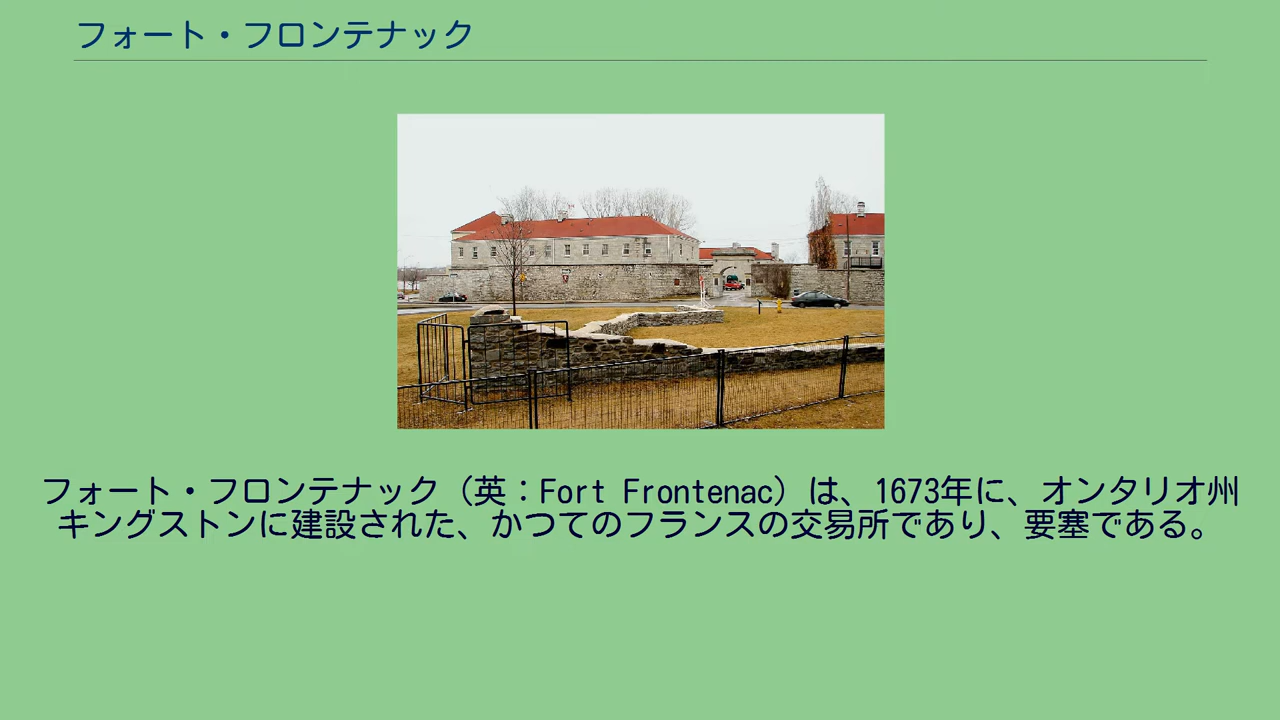 フォート・フロンテナック
フォート・フロンテナック（英：Fort Frontenac）は、1673年に、オンタリオ州
キングストンに建設された、かつてのフランスの交易所であり、要塞である。